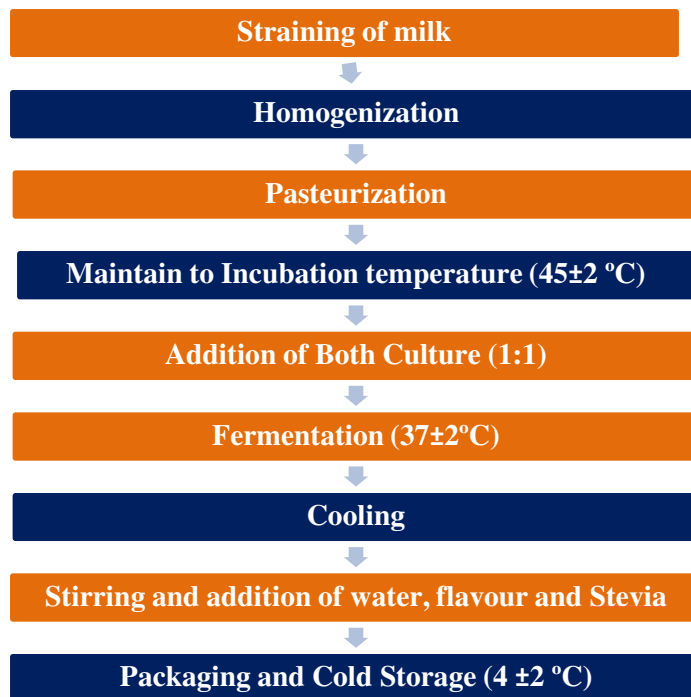 Straining of milk
Homogenization
Pasteurization
Maintain to Incubation temperature (45±2 ºC)
Addition of Both Culture (1:1)
Fermentation (37±2ºC)
Cooling
Stirring and addition of water, flavour and Stevia
Packaging and Cold Storage (4 ±2 ºC)